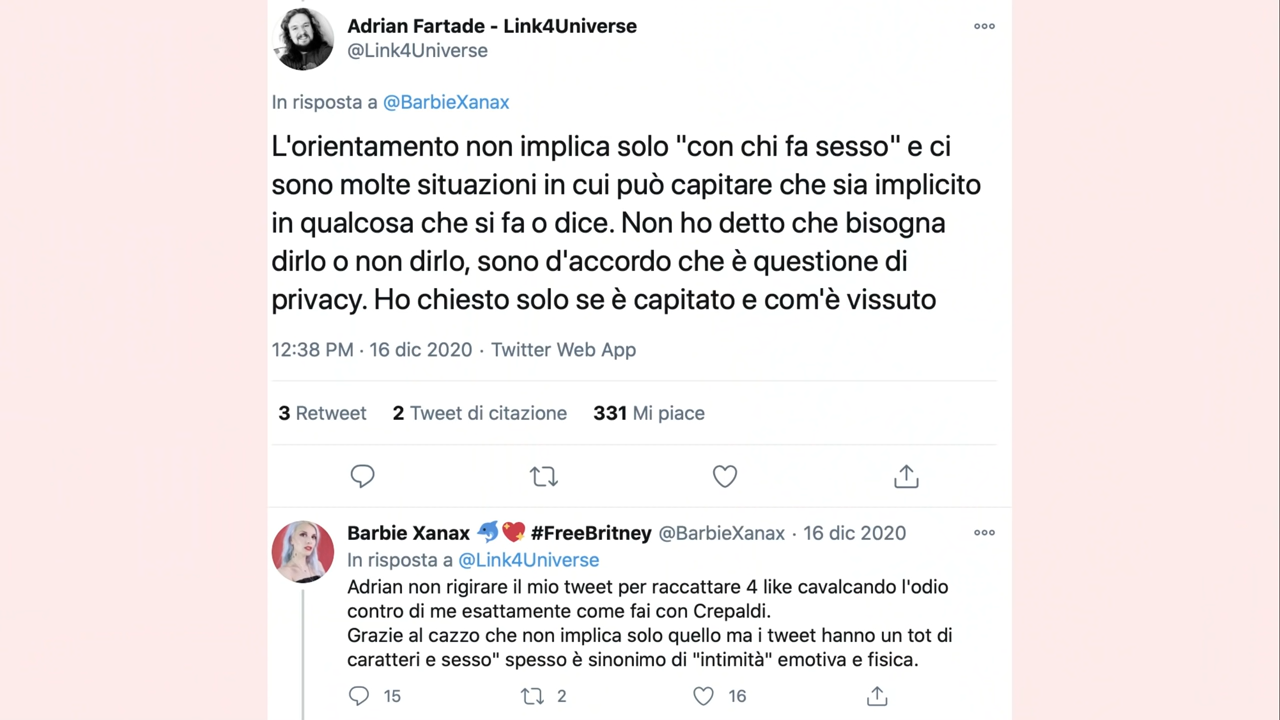 Adrian Fartade - Link4Universe
@Link4Universe
In risposta a @BarbieXanax
L'orientamento non implica solo "con chi fa sesso" e ci
sono molte situazioni in cui può capitare che sia implicito
in qualcosa che si fa o dice. Non ho detto che bisogna
dirlo o non dirlo, sono d'accordo che è questione di
privacy. Ho chiesto solo se è capitato e com'è vissuto
12:38 PM · 16 dic 2020 · Twitter Web App
3 Retweet 2 Tweet di citazione 331 Mi piace
Barbie Xanax 🐬💖 #FreeBritney @BarbieXanax · 16 dic 2020
In risposta a @Link4Universe
Adrian non rigirare il mio tweet per raccattare 4 like cavalcando l'odio
contro di me esattamente come fai con Crepaldi.
Grazie al cazzo che non implica solo quello ma i tweet hanno un tot di
caratteri e sesso" spesso è sinonimo di "intimità" emotiva e fisica.
15 2 16